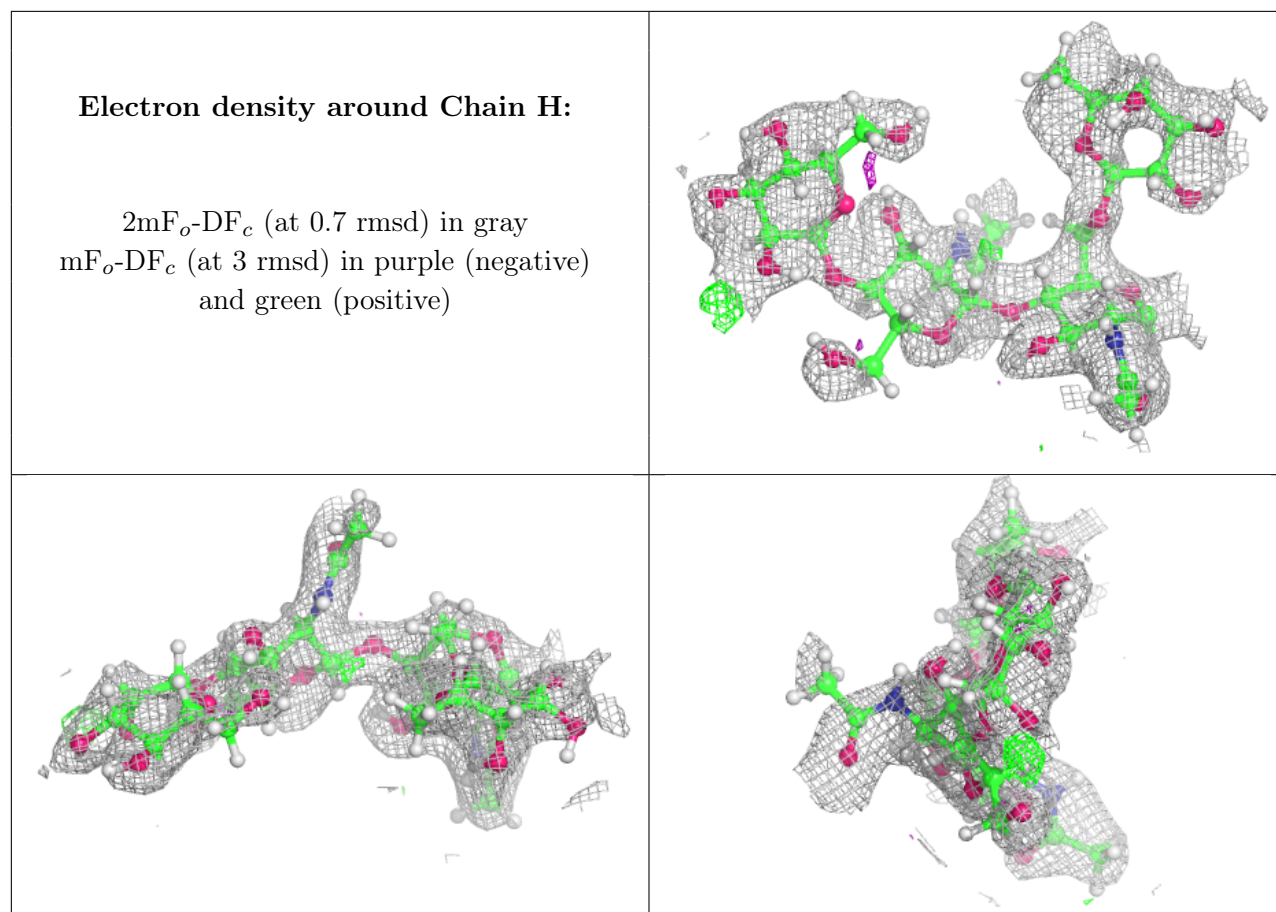 Electron density around Chain H:
2mFₒ-DF𝑐 (at 0.7 rmsd) in gray
mFₒ-DF𝑐 (at 3 rmsd) in purple (negative)
and green (positive)